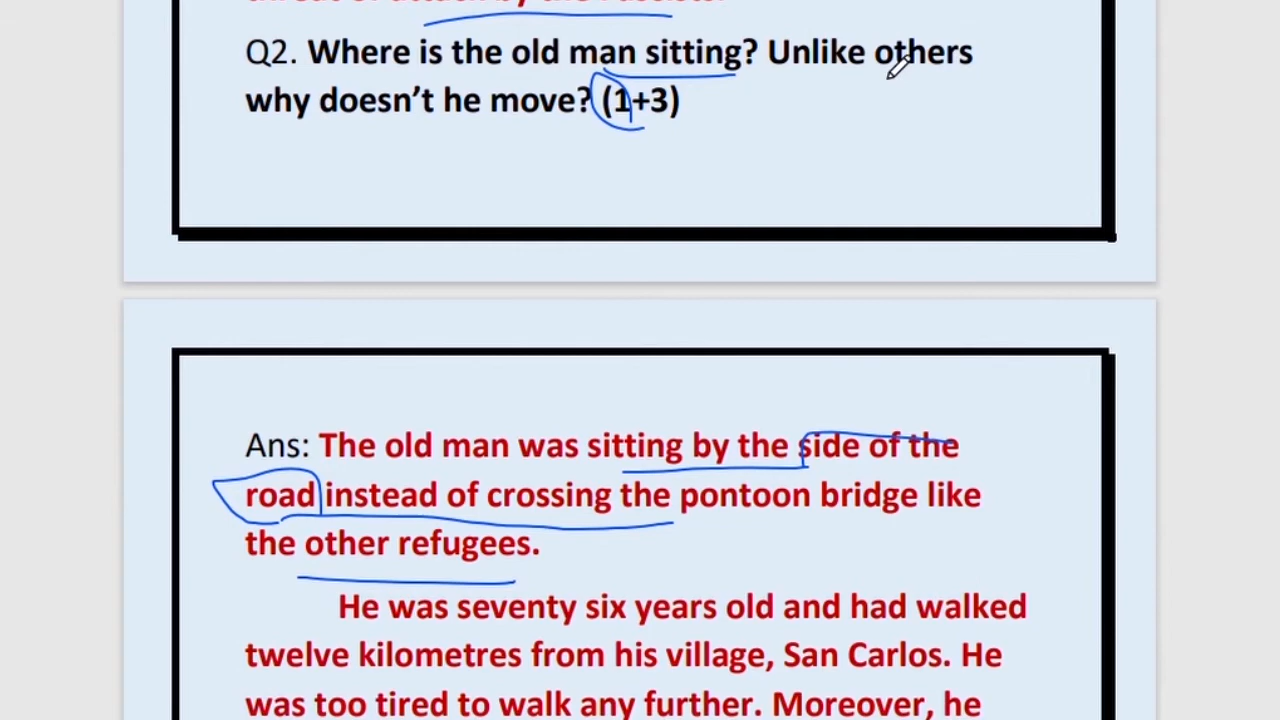 Q2. Where is the old man sitting? Unlike others
why doesn't he move? (1+3)
Ans: The old man was sitting by the side of the
road instead of crossing the pontoon bridge like
the other refugees.
He was seventy six years old and had walked
twelve kilometres from his village, San Carlos. He
was too tired to walk any further. Moreover, he